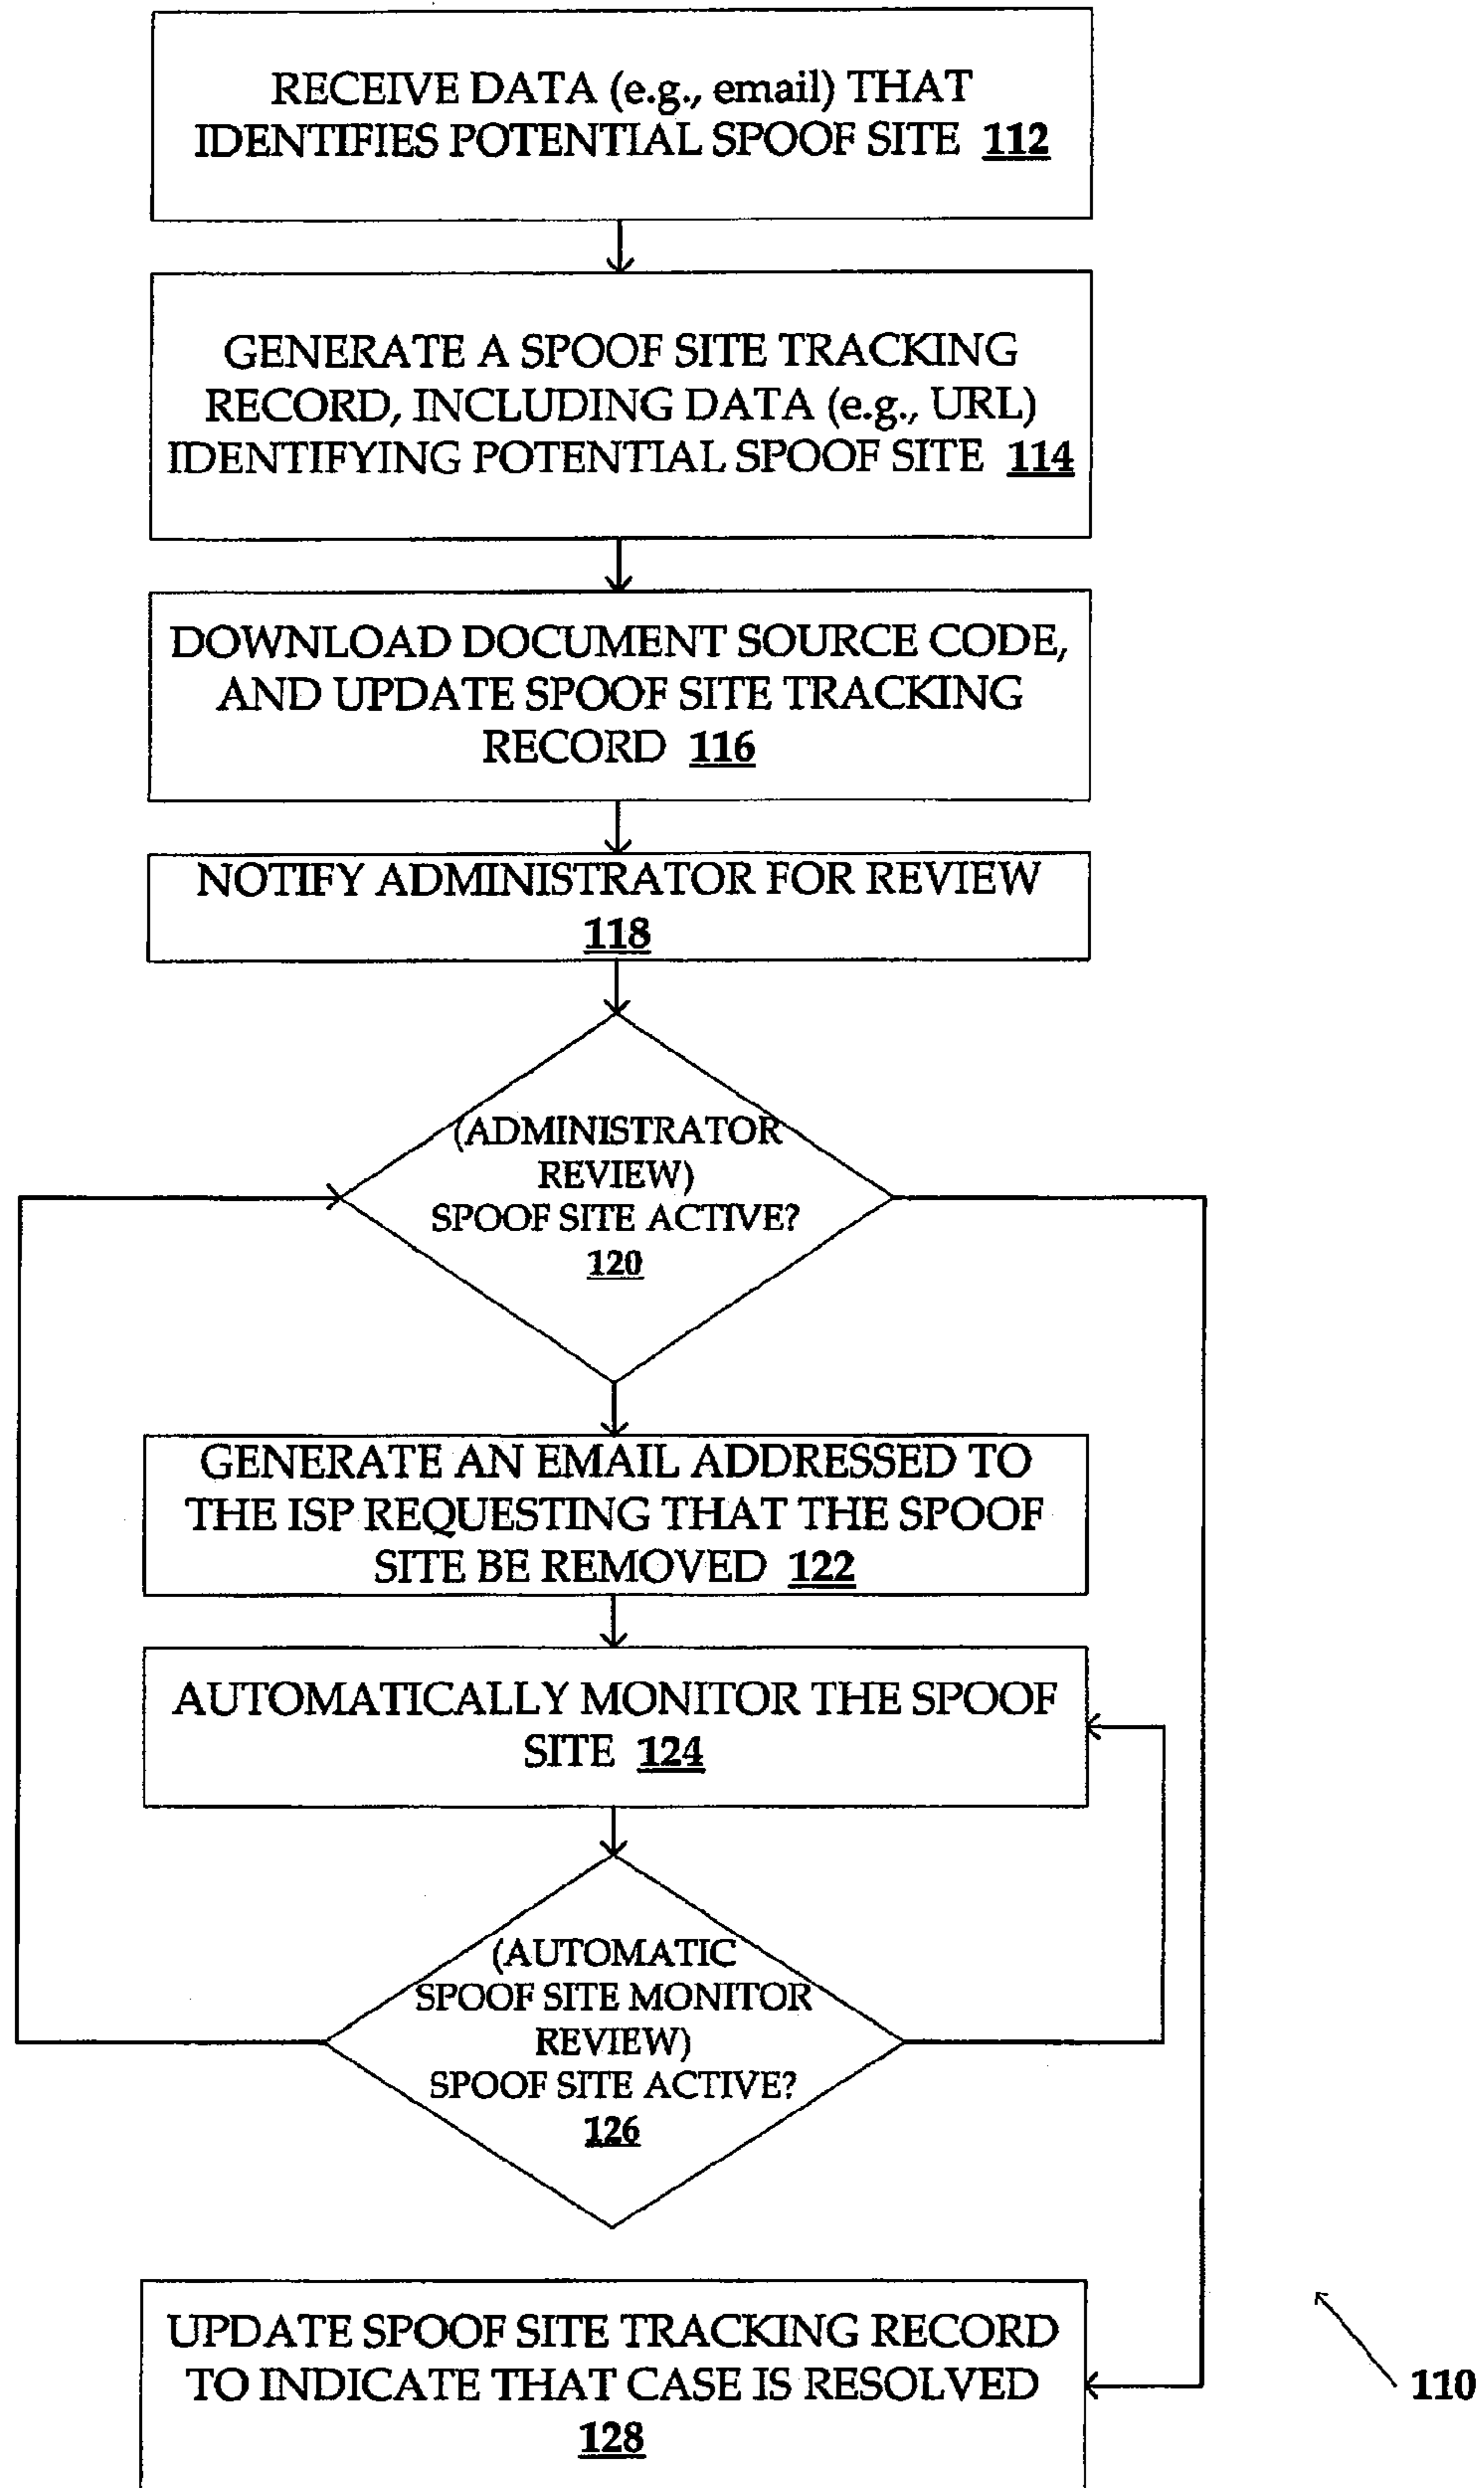 RECEIVE DATA (e.g., email) THAT
IDENTIFIES POTENTIAL SPOOF SITE 112
GENERATE A SPOOF SITE TRACKING
RECORD, INCLUDING DATA (e.g., URL)
IDENTIFYING POTENTIAL SPOOF SITE 114
DOWNLOAD DOCUMENT SOURCE CODE,
AND UPDATE SPOOF SITE TRACKING
RECORD 116
NOTIFY ADMINISTRATOR FOR REVIEW
118
(ADMINISTRATOR
REVIEW)
SPOOF SITE ACTIVE?
120
GENERATE AN EMAIL ADDRESSED TO
THE ISP REQUESTING THAT THE SPOOF
SITE BE REMOVED 122
AUTOMATICALLY MONITOR THE SPOOF
SITE 124
(AUTOMATIC
SPOOF SITE MONITOR
REVIEW)
SPOOF SITE ACTIVE?
126
UPDATE SPOOF SITE TRACKING RECORD
TO INDICATE THAT CASE IS RESOLVED
128
110